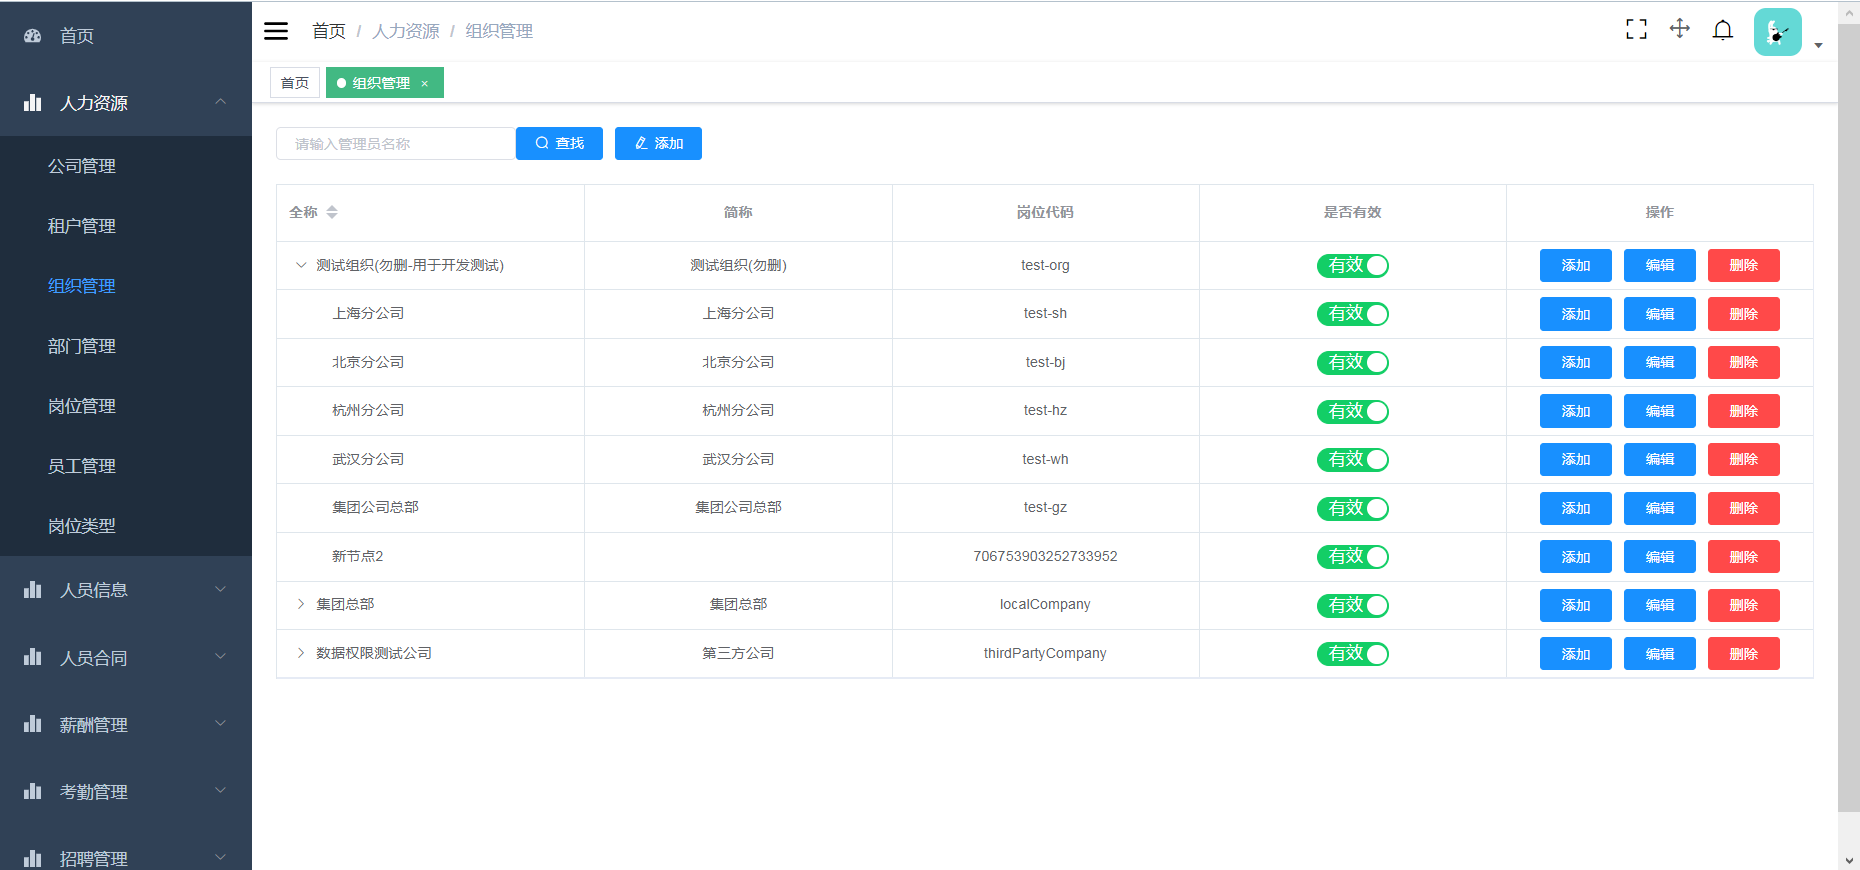 首页
人力资源
公司管理
租户管理
组织管理
部门管理
岗位管理
员工管理
岗位类型
人员信息
人员合同
薪酬管理
考勤管理
招聘管理
首页 / 人力资源 / 组织管理
首页 组织管理 ×
请输入管理员名称 查找 添加
全称 简称 岗位代码 是否有效 操作
测试组织(勿删-用于开发测试) 测试组织(勿删) test-org 有效 添加 编辑 删除
上海分公司 上海分公司 test-sh 有效 添加 编辑 删除
北京分公司 北京分公司 test-bj 有效 添加 编辑 删除
杭州分公司 杭州分公司 test-hz 有效 添加 编辑 删除
武汉分公司 武汉分公司 test-wh 有效 添加 编辑 删除
集团公司总部 集团公司总部 test-gz 有效 添加 编辑 删除
新节点2 706753903252733952 有效 添加 编辑 删除
集团总部 集团总部 localCompany 有效 添加 编辑 删除
数据权限测试公司 第三方公司 thirdPartyCompany 有效 添加 编辑 删除